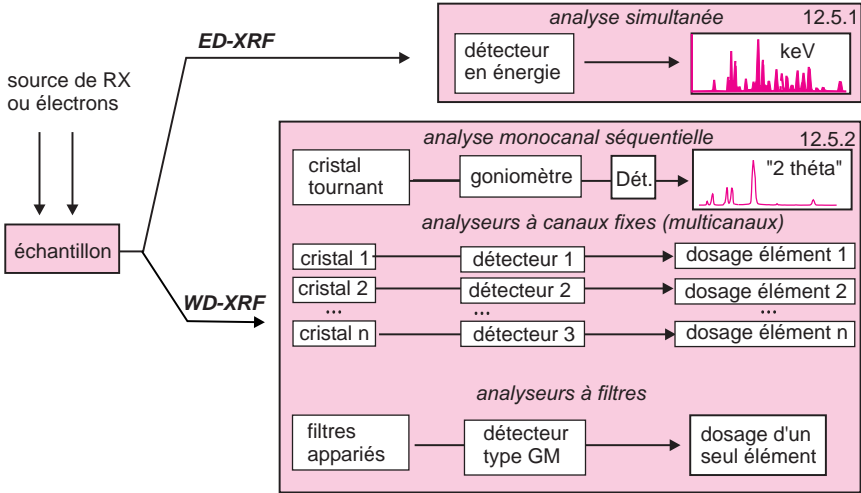 analyse simultanée 12.5.1
ED-XRF
détecteur
en énergie
keV
source de RX
ou électrons
échantillon
WD-XRF
analyse monocanal séquentielle 12.5.2
cristal
tournant
goniomètre
Dét.
"2 théta"
analyseurs à canaux fixes (multicanaux)
cristal 1 détecteur 1 dosage élément 1
cristal 2 détecteur 2 dosage élément 2
... ... ...
cristal n détecteur 3 dosage élément n
analyseurs à filtres
filtres
appariés
détecteur
type GM
dosage d'un
seul élément